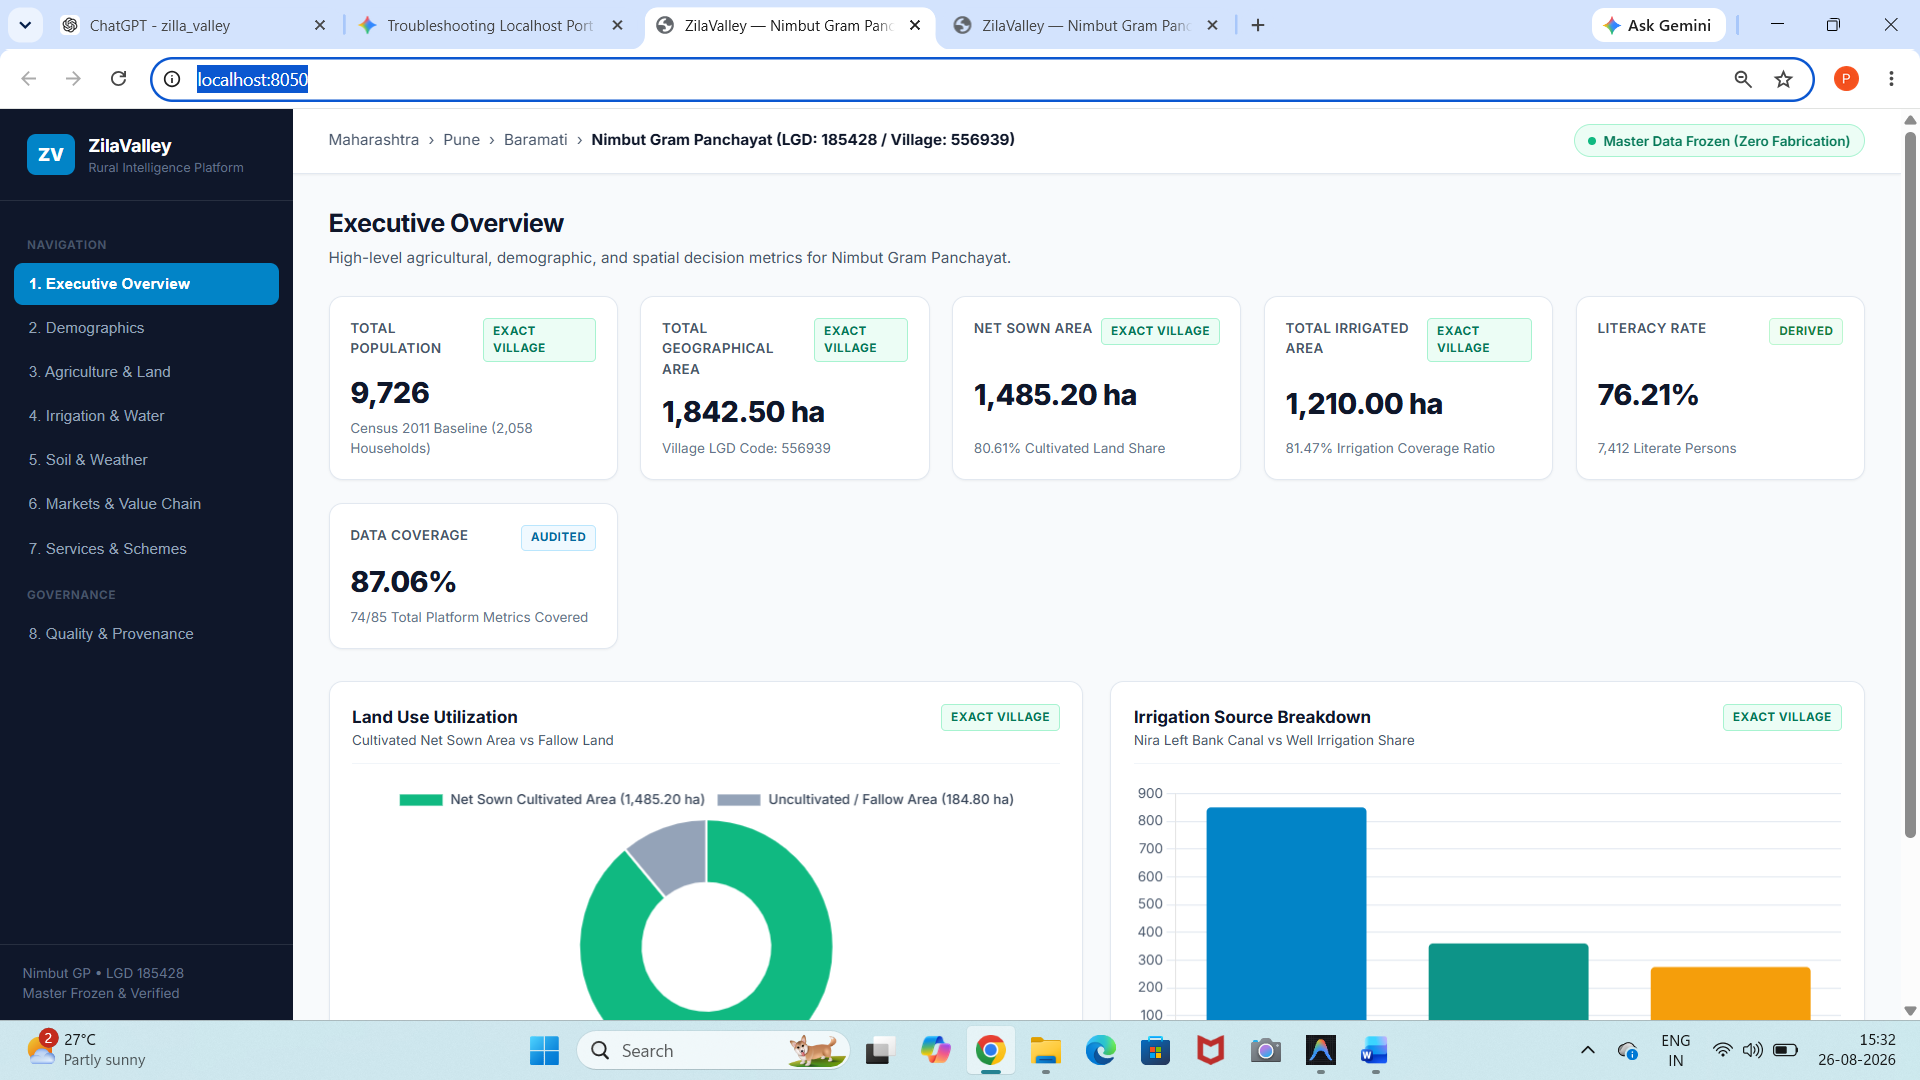 ChatGPT - zilla_valley
Troubleshooting Localhost Port
ZilaValley — Nimbut Gram Panc
ZilaValley — Nimbut Gram Panc
Ask Gemini
localhost:8050
P
ZV
ZilaValley
Rural Intelligence Platform
NAVIGATION
1. Executive Overview
2. Demographics
3. Agriculture & Land
4. Irrigation & Water
5. Soil & Weather
6. Markets & Value Chain
7. Services & Schemes
GOVERNANCE
8. Quality & Provenance
Nimbut GP • LGD 185428
Master Frozen & Verified
Maharashtra › Pune › Baramati › Nimbut Gram Panchayat (LGD: 185428 / Village: 556939)
Master Data Frozen (Zero Fabrication)
Executive Overview
High-level agricultural, demographic, and spatial decision metrics for Nimbut Gram Panchayat.
TOTAL
POPULATION
EXACT
VILLAGE
9,726
Census 2011 Baseline (2,058
Households)
TOTAL
GEOGRAPHICAL
AREA
EXACT
VILLAGE
1,842.50 ha
Village LGD Code: 556939
NET SOWN AREA
EXACT VILLAGE
1,485.20 ha
80.61% Cultivated Land Share
TOTAL IRRIGATED
AREA
EXACT
VILLAGE
1,210.00 ha
81.47% Irrigation Coverage Ratio
LITERACY RATE
DERIVED
76.21%
7,412 Literate Persons
DATA COVERAGE
AUDITED
87.06%
74/85 Total Platform Metrics Covered
Land Use Utilization
EXACT VILLAGE
Cultivated Net Sown Area vs Fallow Land
Net Sown Cultivated Area (1,485.20 ha)
Uncultivated / Fallow Area (184.80 ha)
Irrigation Source Breakdown
EXACT VILLAGE
Nira Left Bank Canal vs Well Irrigation Share
900
800
700
600
500
400
300
200
100
2
27°C
Partly sunny
Search
ENG
IN
15:32
26-08-2026